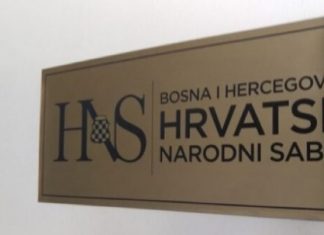 HNS
BOSNA I HERCEGOV
HRVATS
NARODNI SAB